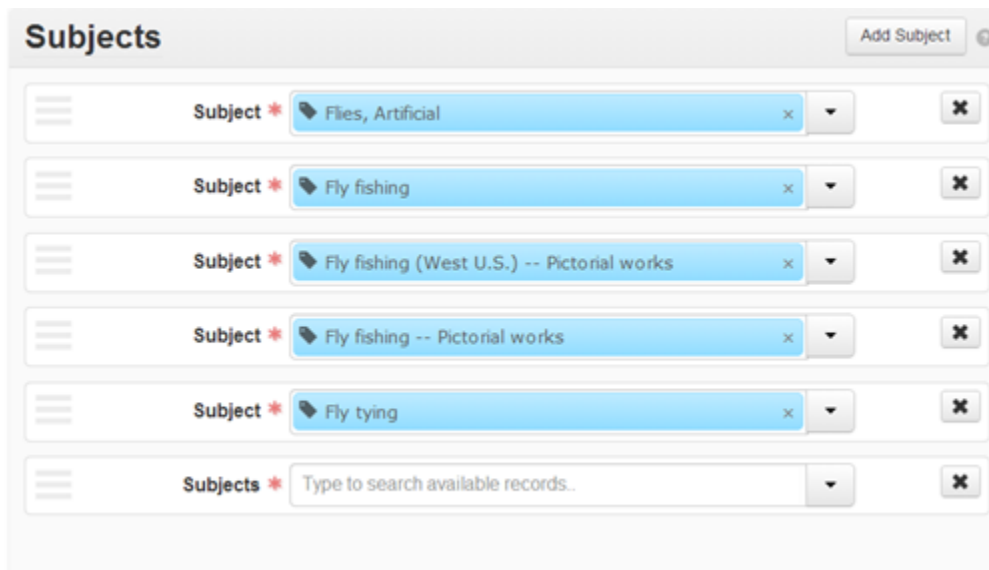 Subjects
Add Subject
Subject * Flies, Artificial ×
Subject * Fly fishing ×
Subject * Fly fishing (West U.S.) -- Pictorial works ×
Subject * Fly fishing -- Pictorial works ×
Subject * Fly tying ×
Subjects * Type to search available records..